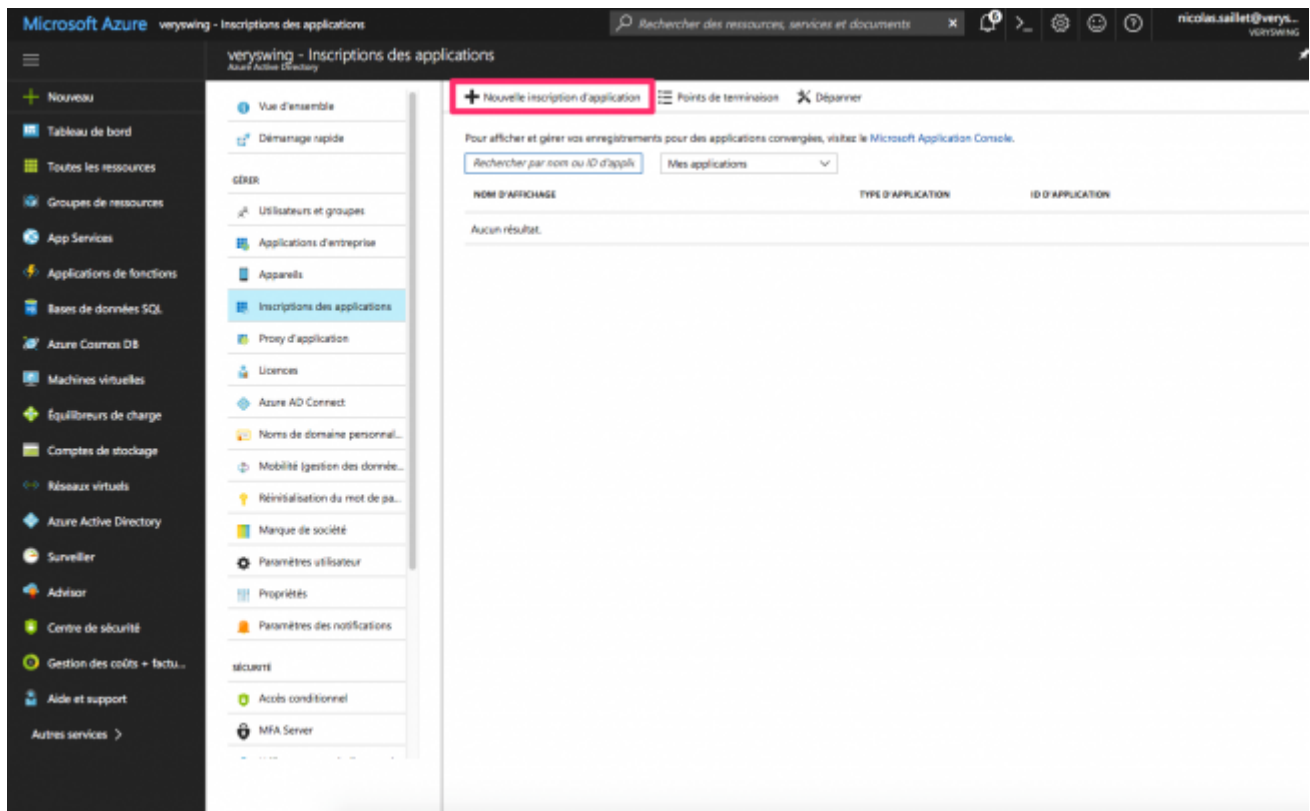 Microsoft Azure veryswing - Inscriptions des applications
Rechercher des ressources, services et documents
nicolas.saillet@verys...
VERYSWING
veryswing - Inscriptions des applications
Azure Active Directory
Nouveau
Tableau de bord
Toutes les ressources
Groupes de ressources
App Services
Applications de fonctions
Bases de données SQL
Azure Cosmos DB
Machines virtuelles
Équilibreurs de charge
Comptes de stockage
Réseaux virtuels
Azure Active Directory
Surveiller
Advisor
Centre de sécurité
Gestion des coûts + factu...
Aide et support
Autres services >
Vue d'ensemble
Démarrage rapide
GÉRER
Utilisateurs et groupes
Applications d'entreprise
Appareils
Inscriptions des applications
Proxy d'application
Licences
Azure AD Connect
Noms de domaine personnal...
Mobilité (gestion des donnée...
Réinitialisation du mot de pa...
Marque de société
Paramètres utilisateur
Propriétés
Paramètres des notifications
SÉCURITÉ
Accès conditionnel
MFA Server
Nouvelle inscription d'application Points de terminaison Dépanner
Pour afficher et gérer vos enregistrements pour des applications convergées, visitez le Microsoft Application Console.
Rechercher par nom ou ID d'appli Mes applications
NOM D'AFFICHAGE TYPE D'APPLICATION ID D'APPLICATION
Aucun résultat.